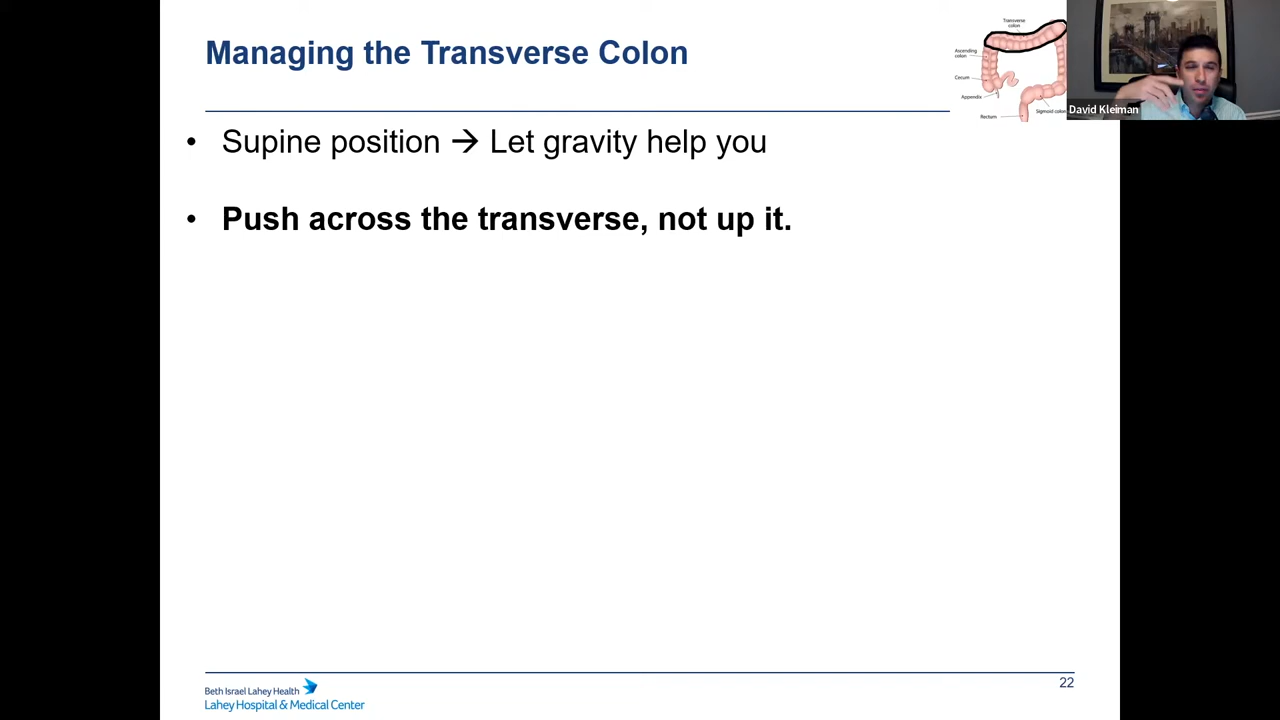 Managing the Transverse Colon
Transverse
colon
Ascending
colon
Cecum
Appendix
Rectum
Sigmoid colon
David Kleiman
• Supine position → Let gravity help you
• Push across the transverse, not up it.
Beth Israel Lahey Health
Lahey Hospital & Medical Center
22